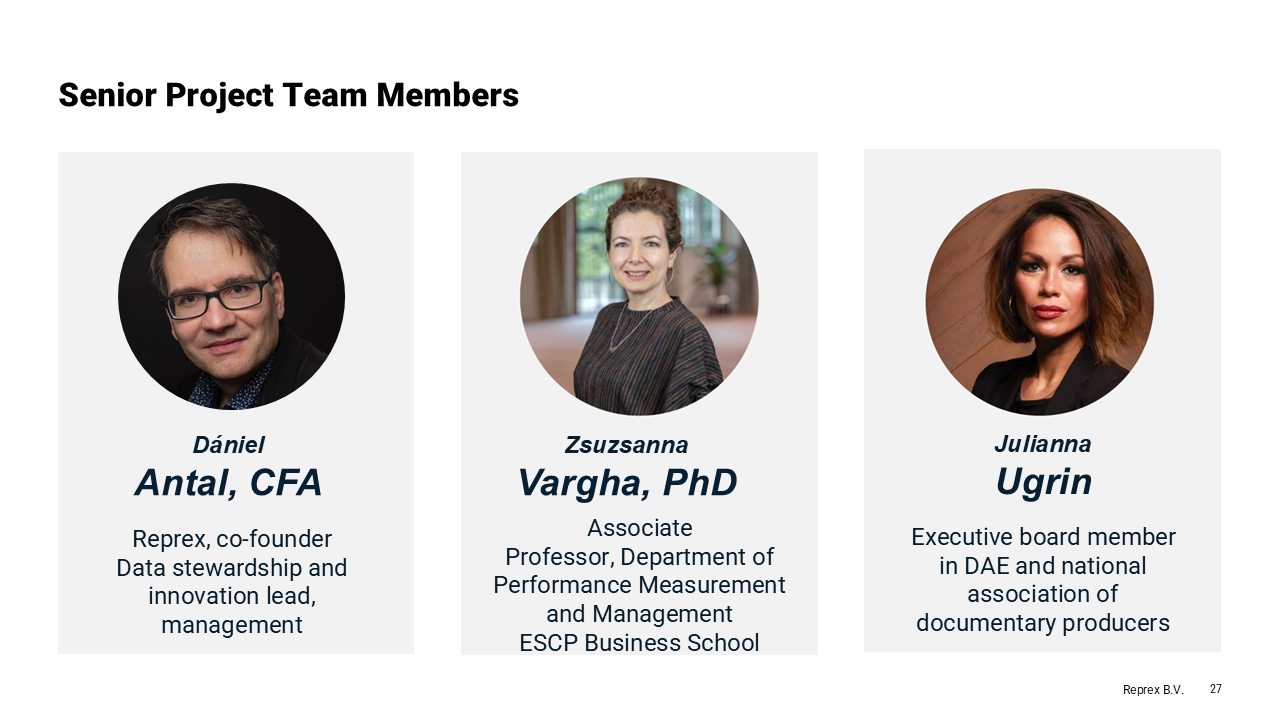 Senior Project Team Members
Dániel
Antal, CFA
Reprex, co-founder
Data stewardship and
innovation lead,
management
Zsuzsanna
Vargha, PhD
Associate
Professor, Department of
Performance Measurement
and Management
ESCP Business School
Julianna
Ugrin
Executive board member
in DAE and national
association of
documentary producers
Reprex B.V.
27